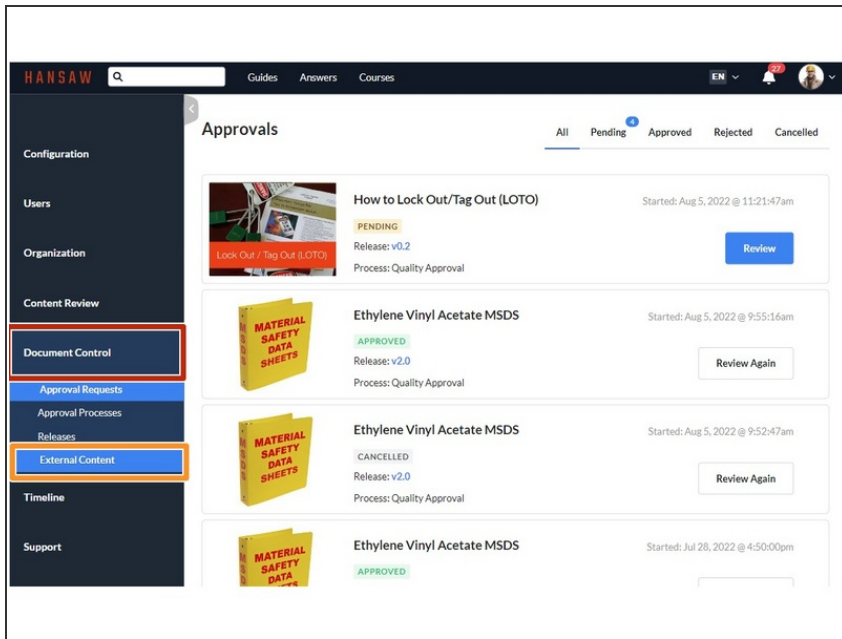 HANSAW
Guides Answers Courses
EN
27
Configuration
Users
Organization
Content Review
Document Control
Approval Requests
Approval Processes
Releases
External Content
Timeline
Support
Approvals
All Pending 4 Approved Rejected Cancelled
Lock Out / Tag Out (LOTO)
How to Lock Out/Tag Out (LOTO)
Started: Aug 5, 2022 @ 11:21:47am
PENDING
Release: v0.2
Review
Process: Quality Approval
MSDS
MATERIAL
SAFETY
DATA
SHEETS
Ethylene Vinyl Acetate MSDS
Started: Aug 5, 2022 @ 9:55:16am
APPROVED
Release: v2.0
Review Again
Process: Quality Approval
MSDS
MATERIAL
SAFETY
DATA
SHEETS
Ethylene Vinyl Acetate MSDS
Started: Aug 5, 2022 @ 9:52:47am
CANCELLED
Release: v2.0
Review Again
Process: Quality Approval
MATERIAL
SAFETY
DATA
Ethylene Vinyl Acetate MSDS
Started: Jul 28, 2022 @ 4:50:00pm
APPROVED